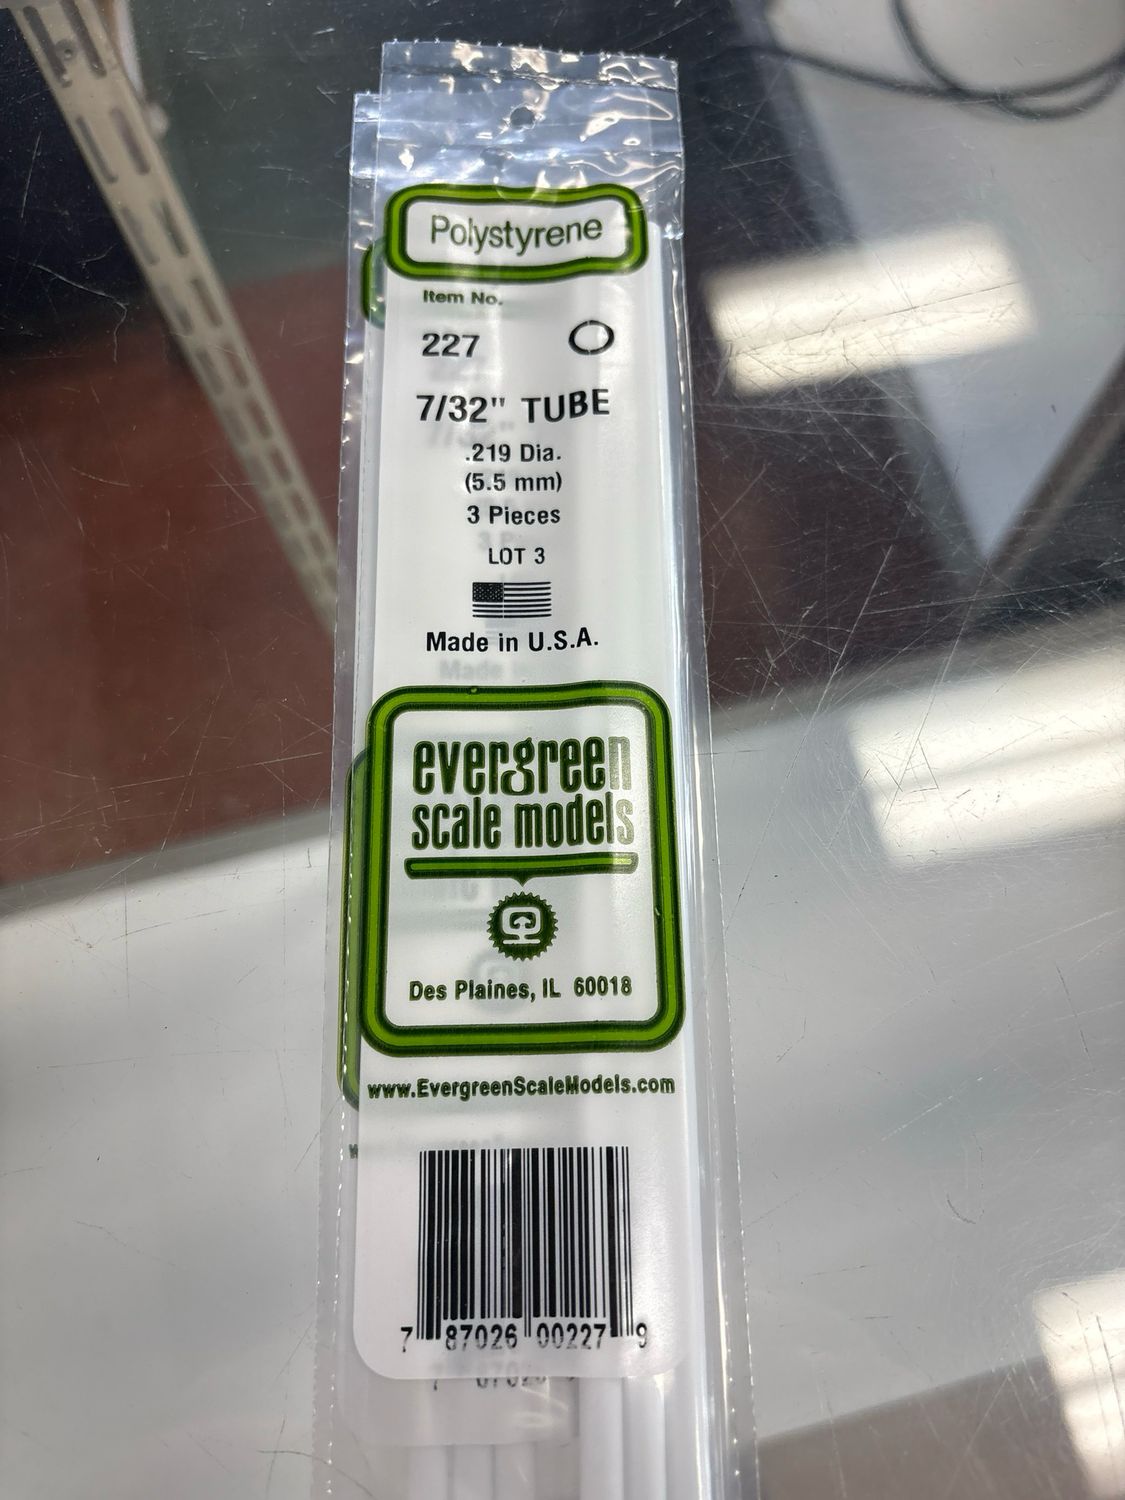 Polystyrene
Item No.
227
7/32" TUBE
.219 Dia.
(5.5 mm)
3 Pieces
LOT 3
Made in U.S.A.
evergreen
scale models
Des Plaines, IL 60018
www.EvergreenScaleModels.com
7 87026 00227 9